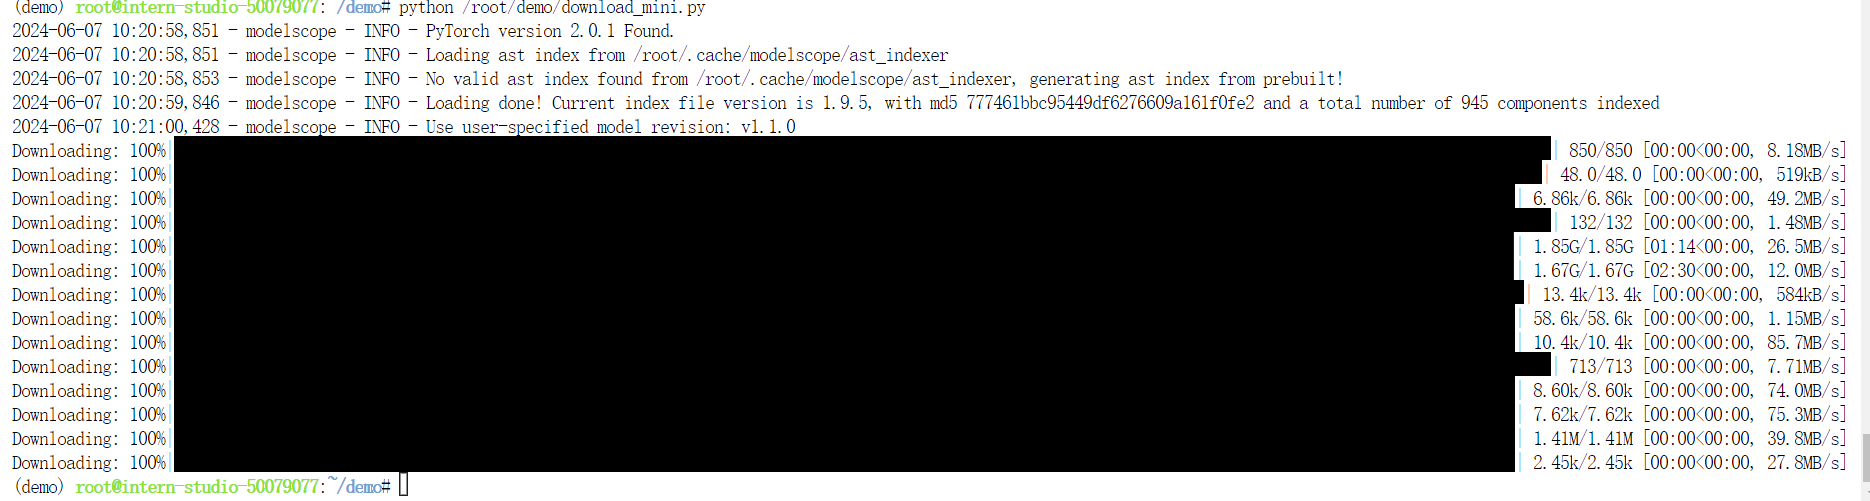 (demo) root@intern-studio-50079077: /demo# python /root/demo/download_mini.py
2024-06-07 10:20:58,851 - modelscope - INFO - PyTorch version 2.0.1 Found.
2024-06-07 10:20:58,851 - modelscope - INFO - Loading ast index from /root/.cache/modelscope/ast_indexer
2024-06-07 10:20:58,853 - modelscope - INFO - No valid ast index found from /root/.cache/modelscope/ast_indexer, generating ast index from prebuilt!
2024-06-07 10:20:59,846 - modelscope - INFO - Loading done! Current index file version is 1.9.5, with md5 777461bbc95449df6276609a161f0fe2 and a total number of 945 components indexed
2024-06-07 10:21:00,428 - modelscope - INFO - Use user-specified model revision: v1.1.0
Downloading: 100%| | 850/850 [00:00<00:00, 8.18MB/s]
Downloading: 100%| | 48.0/48.0 [00:00<00:00, 519kB/s]
Downloading: 100%| | 6.86k/6.86k [00:00<00:00, 49.2MB/s]
Downloading: 100%| | 132/132 [00:00<00:00, 1.48MB/s]
Downloading: 100%| | 1.85G/1.85G [01:14<00:00, 26.5MB/s]
Downloading: 100%| | 1.67G/1.67G [02:30<00:00, 12.0MB/s]
Downloading: 100%| | 13.4k/13.4k [00:00<00:00, 584kB/s]
Downloading: 100%| | 58.6k/58.6k [00:00<00:00, 1.15MB/s]
Downloading: 100%| | 10.4k/10.4k [00:00<00:00, 85.7MB/s]
Downloading: 100%| | 713/713 [00:00<00:00, 7.71MB/s]
Downloading: 100%| | 8.60k/8.60k [00:00<00:00, 74.0MB/s]
Downloading: 100%| | 7.62k/7.62k [00:00<00:00, 75.3MB/s]
Downloading: 100%| | 1.41M/1.41M [00:00<00:00, 39.8MB/s]
Downloading: 100%| | 2.45k/2.45k [00:00<00:00, 27.8MB/s]
(demo) root@intern-studio-50079077:~/demo#